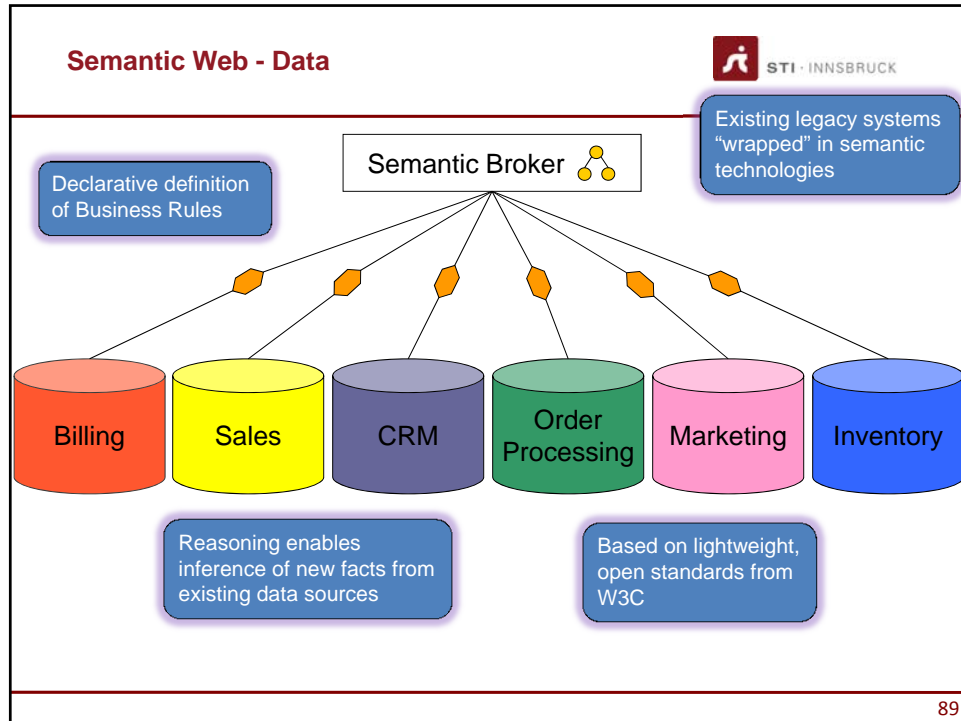 Semantic Web - Data
STI · INNSBRUCK
Existing legacy systems
“wrapped” in semantic
technologies
Semantic Broker
Declarative definition
of Business Rules
Billing
Sales
CRM
Order
Processing
Marketing
Inventory
Reasoning enables
inference of new facts from
existing data sources
Based on lightweight,
open standards from
W3C
89